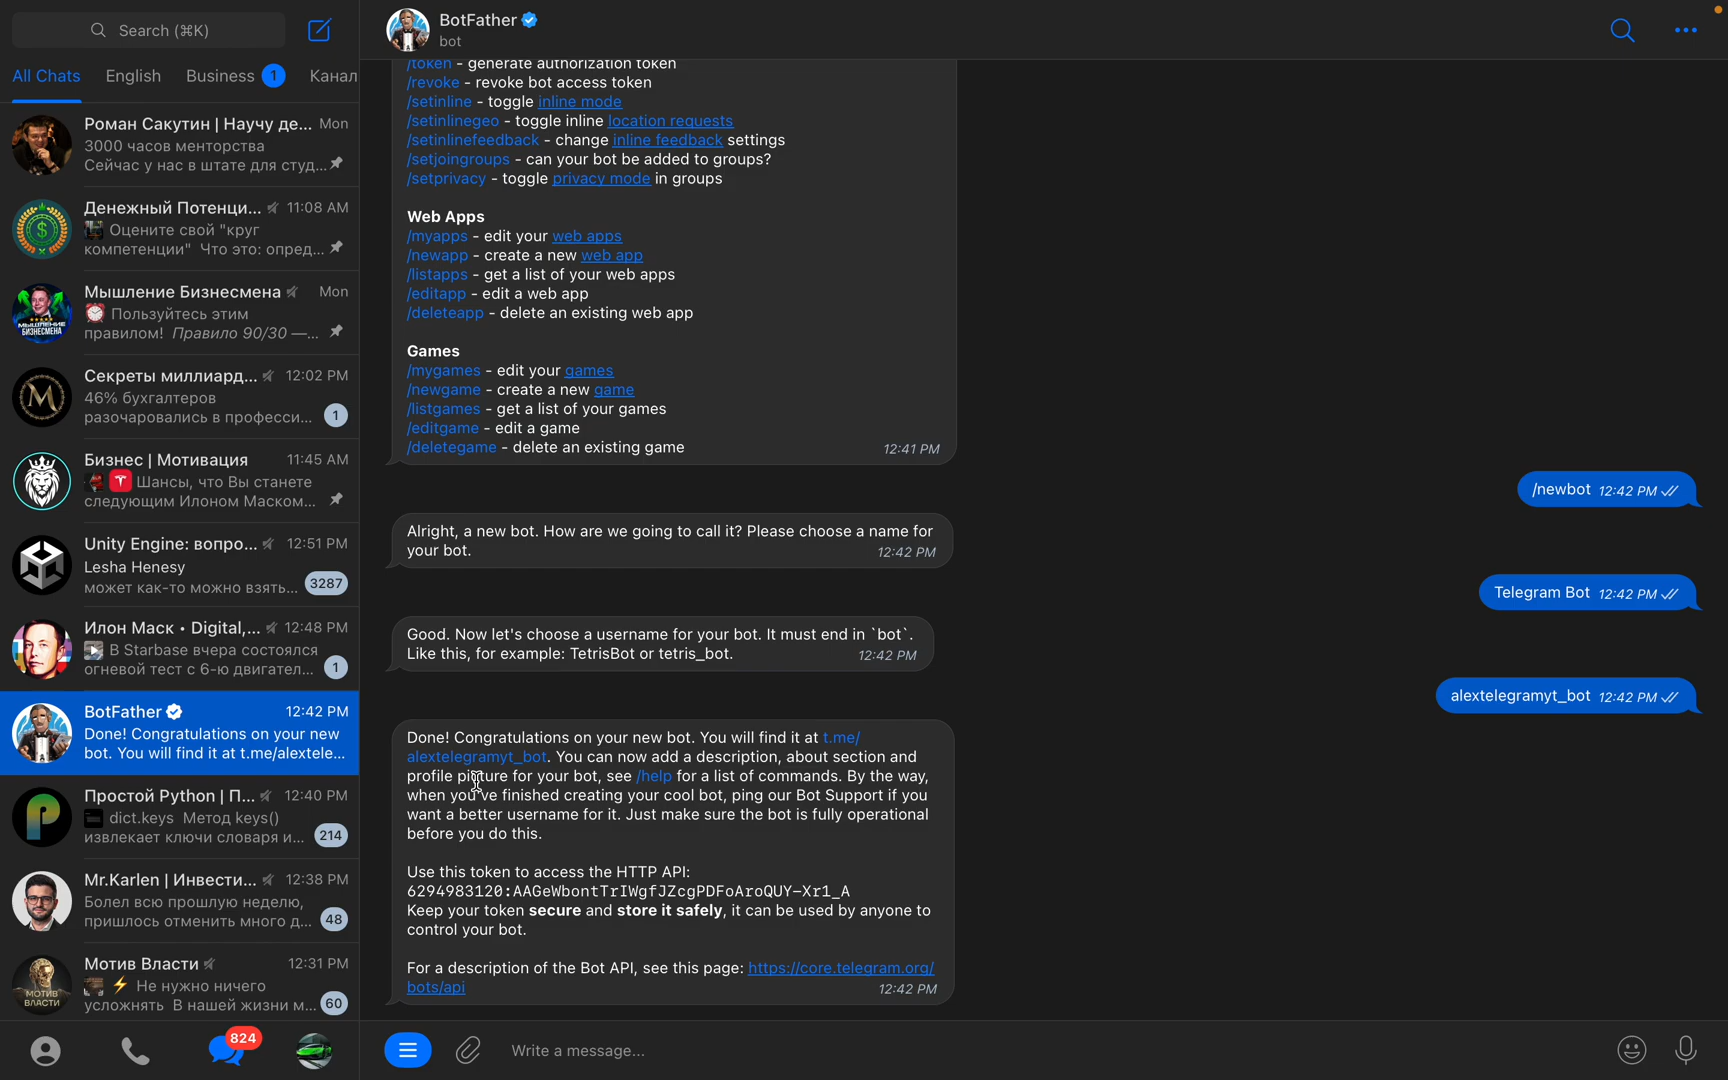 Search (⌘K)
All Chats
English
Business 1
Канал
Роман Сакутин | Научу де... Mon
3000 часов менторства
Сейчас у нас в штате для студ...
Денежный Потенци... 11:08 AM
Оцените свой "круг
компетенции" Что это: опред...
Мышление Бизнесмена Mon
Пользуйтесь этим
правилом! Правило 90/30 —...
МЫШЛЕНИЕ
БИЗНЕСМЕНА
Секреты миллиард... 12:02 PM
46% бухгалтеров
разочаровались в професси... 1
Бизнес | Мотивация 11:45 AM
Шансы, что Вы станете
следующим Илоном Маском...
Unity Engine: вопро... 12:51 PM
Lesha Henesy
может как-то можно взять... 3287
Илон Маск • Digital,... 12:48 PM
В Starbase вчера состоялся
огневой тест с 6-ю двигател... 1
BotFather 12:42 PM
Done! Congratulations on your new
bot. You will find it at t.me/alextele...
Простой Python | П... 12:40 PM
dict.keys Метод keys()
извлекает ключи словаря и... 214
Mr.Karlen | Инвести... 12:38 PM
Болел всю прошлую неделю,
пришлось отменить много д... 48
Мотив Власти 12:31 PM
Не нужно ничего
усложнять В нашей жизни м... 60
МОТИВ
ВЛАСТИ
824
BotFather
bot
/token - generate authorization token
/revoke - revoke bot access token
/setinline - toggle inline mode
/setinlinegeo - toggle inline location requests
/setinlinefeedback - change inline feedback settings
/setjoingroups - can your bot be added to groups?
/setprivacy - toggle privacy mode in groups
Web Apps
/myapps - edit your web apps
/newapp - create a new web app
/listapps - get a list of your web apps
/editapp - edit a web app
/deleteapp - delete an existing web app
Games
/mygames - edit your games
/newgame - create a new game
/listgames - get a list of your games
/editgame - edit a game
/deletegame - delete an existing game 12:41 PM
/newbot 12:42 PM
Alright, a new bot. How are we going to call it? Please choose a name for
your bot. 12:42 PM
Telegram Bot 12:42 PM
Good. Now let's choose a username for your bot. It must end in `bot`.
Like this, for example: TetrisBot or tetris_bot. 12:42 PM
alextelegramyt_bot 12:42 PM
Done! Congratulations on your new bot. You will find it at t.me/
alextelegramyt_bot. You can now add a description, about section and
profile picture for your bot, see /help for a list of commands. By the way,
when you've finished creating your cool bot, ping our Bot Support if you
want a better username for it. Just make sure the bot is fully operational
before you do this.
Use this token to access the HTTP API:
6294983120:AAGeWbontTrIWgfJZcgPDFoAroQUY-Xr1_A
Keep your token secure and store it safely, it can be used by anyone to
control your bot.
For a description of the Bot API, see this page: https://core.telegram.org/
bots/api 12:42 PM
Write a message...